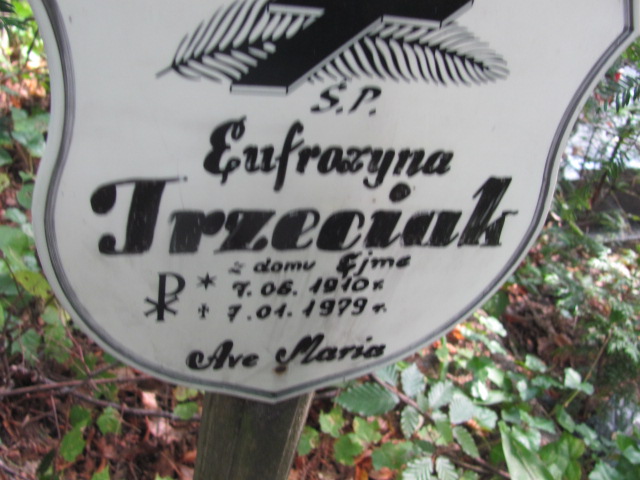 Ś.P.
Eufrozyna
Trzeciak
z domu Ejme
* 7.06.1910 r.
† 7.01.1979 r.
Ave Maria